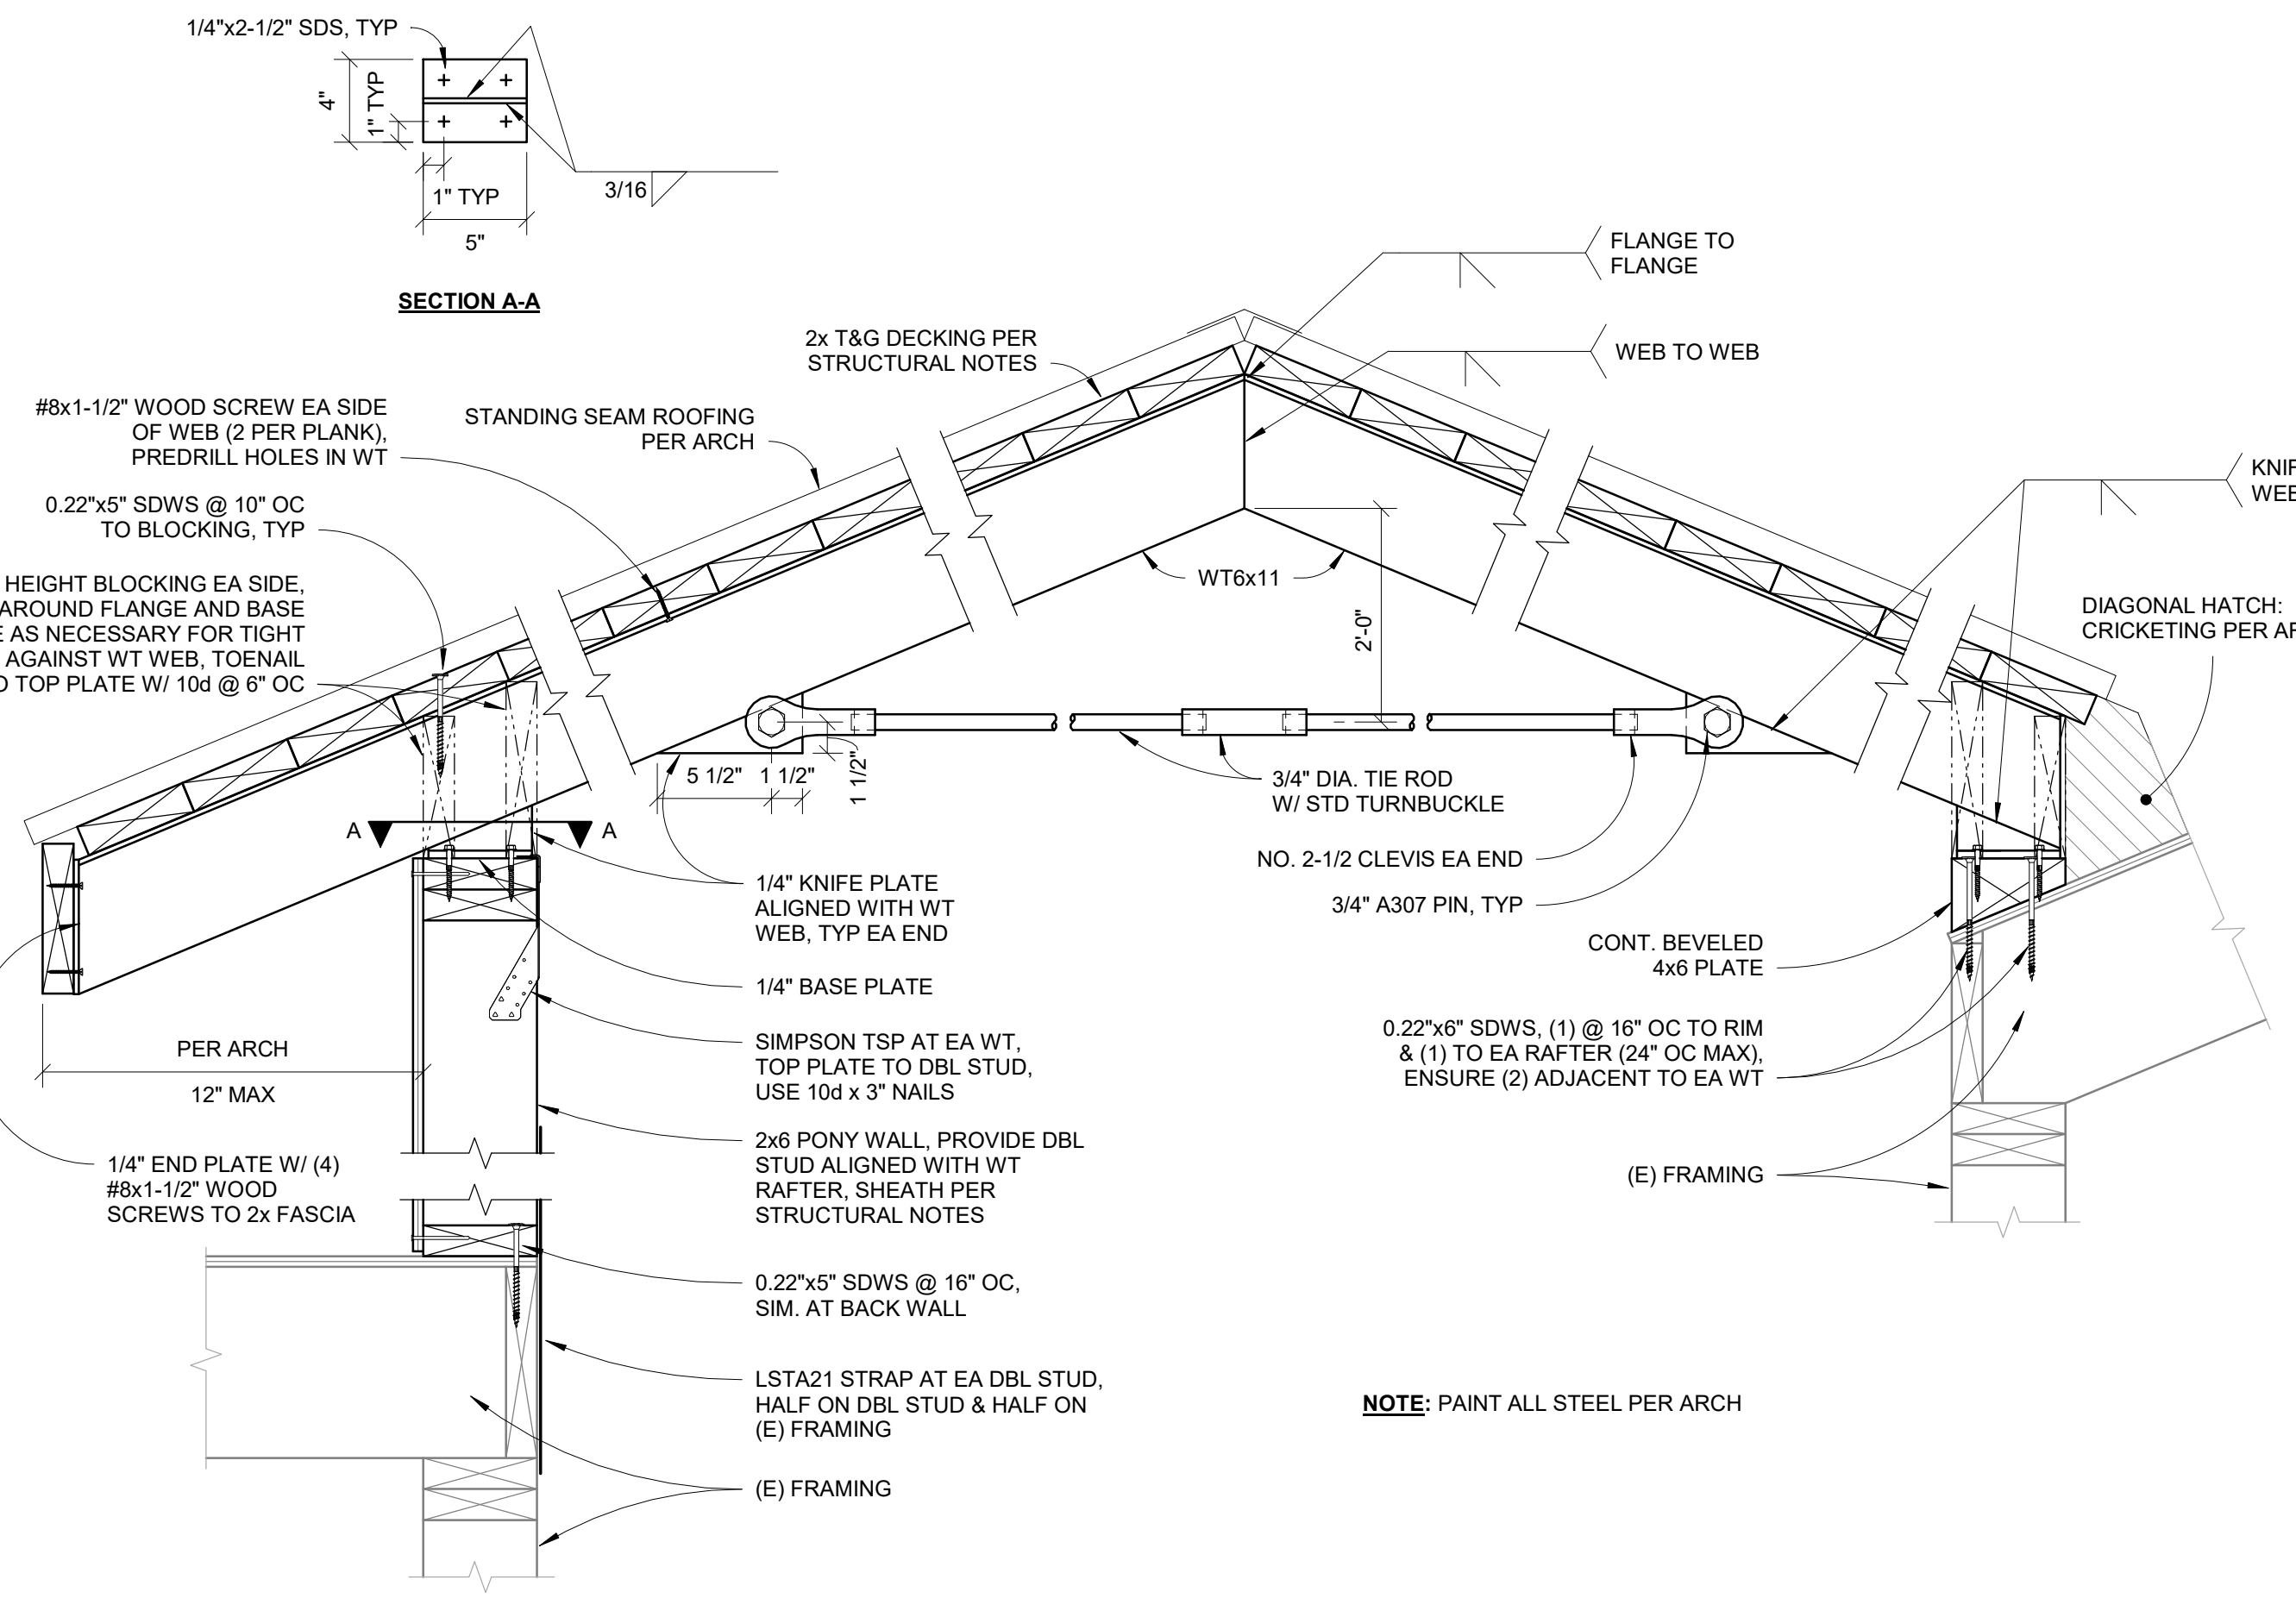 1/4"x2-1/2" SDS, TYP
4"
1" TYP
1" TYP
5"
3/16
SECTION A-A
FLANGE TO
FLANGE
WEB TO WEB
2x T&G DECKING PER
STRUCTURAL NOTES
STANDING SEAM ROOFING
PER ARCH
#8x1-1/2" WOOD SCREW EA SIDE
OF WEB (2 PER PLANK),
PREDRILL HOLES IN WT
0.22"x5" SDWS @ 10" OC
TO BLOCKING, TYP
HEIGHT BLOCKING EA SIDE,
AROUND FLANGE AND BASE
AS NECESSARY FOR TIGHT
AGAINST WT WEB, TOENAIL
TOP PLATE W/ 10d @ 6" OC
WT6x11
2'-0"
DIAGONAL HATCH:
CRICKETING PER
5 1/2"
1 1/2"
1 1/2"
3/4" DIA. TIE ROD
W/ STD TURNBUCKLE
NO. 2-1/2 CLEVIS EA END
3/4" A307 PIN, TYP
A
A
1/4" KNIFE PLATE
ALIGNED WITH WT
WEB, TYP EA END
1/4" BASE PLATE
SIMPSON TSP AT EA WT,
TOP PLATE TO DBL STUD,
USE 10d x 3" NAILS
2x6 PONY WALL, PROVIDE DBL
STUD ALIGNED WITH WT
RAFTER, SHEATH PER
STRUCTURAL NOTES
0.22"x5" SDWS @ 16" OC,
SIM. AT BACK WALL
LSTA21 STRAP AT EA DBL STUD,
HALF ON DBL STUD & HALF ON
(E) FRAMING
(E) FRAMING
PER ARCH
12" MAX
1/4" END PLATE W/ (4)
#8x1-1/2" WOOD
SCREWS TO 2x FASCIA
CONT. BEVELED
4x6 PLATE
0.22"x6" SDWS, (1) @ 16" OC TO RIM
& (1) TO EA RAFTER (24" OC MAX),
ENSURE (2) ADJACENT TO EA WT
(E) FRAMING
NOTE: PAINT ALL STEEL PER ARCH